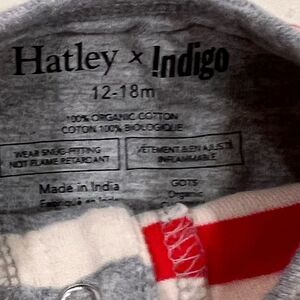 Hatley × Indigo
12-18m
100% ORGANIC COTTON
COTON 100% BIOLOGIQUE
WEAR SNUG-FITTING
NOT FLAME RETARDANT
VÊTEMENT BIEN AJUSTÉ
INFLAMMABLE
Made in India
Fabriqué en Inde
GOTS
Organic